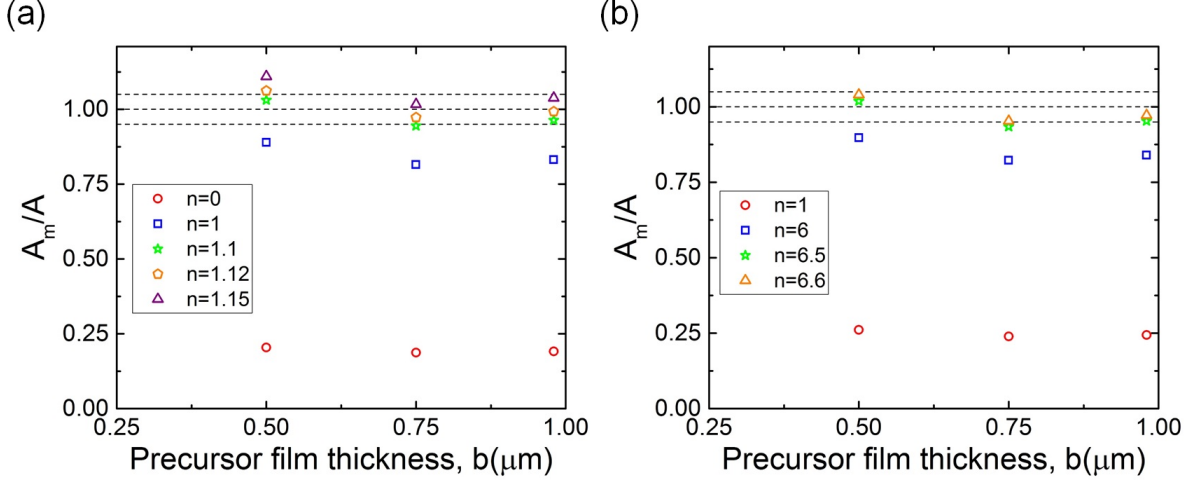 (a)
A_m/A
1.00
0.75
0.50
0.25
0.00
n=0
n=1
n=1.1
n=1.12
n=1.15
0.25 0.50 0.75 1.00
Precursor film thickness, b(μm)
(b)
A_m/A
1.00
0.75
0.50
0.25
0.00
n=1
n=6
n=6.5
n=6.6
0.25 0.50 0.75 1.00
Precursor film thickness, b(μm)